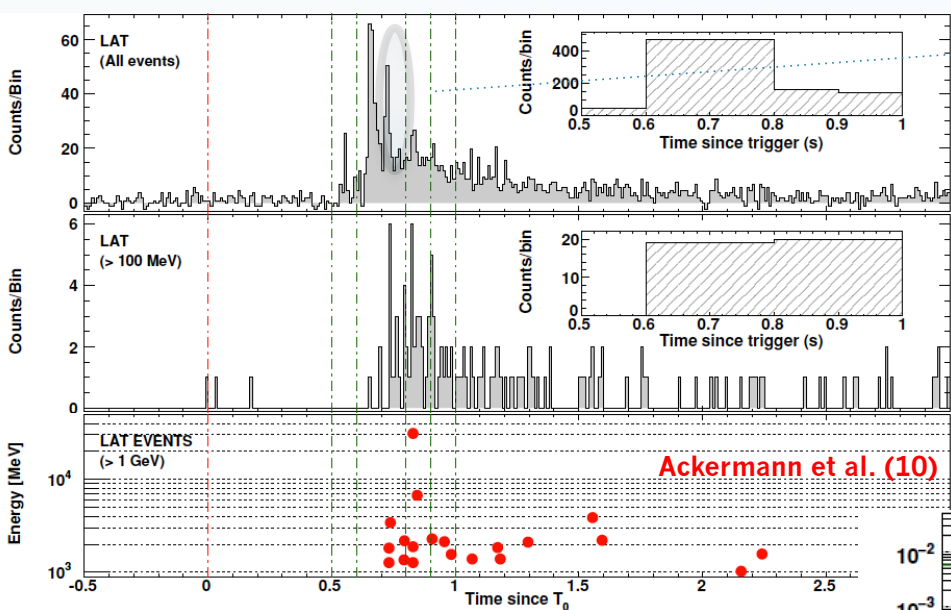 LAT
(All events)
Counts/Bin
60
40
20
0
Counts/bin
400
200
0
0.5 0.6 0.7 0.8 0.9 1
Time since trigger (s)
LAT
(> 100 MeV)
Counts/Bin
6
4
2
0
Counts/bin
20
10
0
0.5 0.6 0.7 0.8 0.9 1
Time since trigger (s)
LAT EVENTS
(> 1 GeV)
Energy [MeV]
10⁴
10³
Ackermann et al. (10)
-0.5 0 0.5 1 1.5 2 2.5
Time since T₀
10⁻²
10⁻³